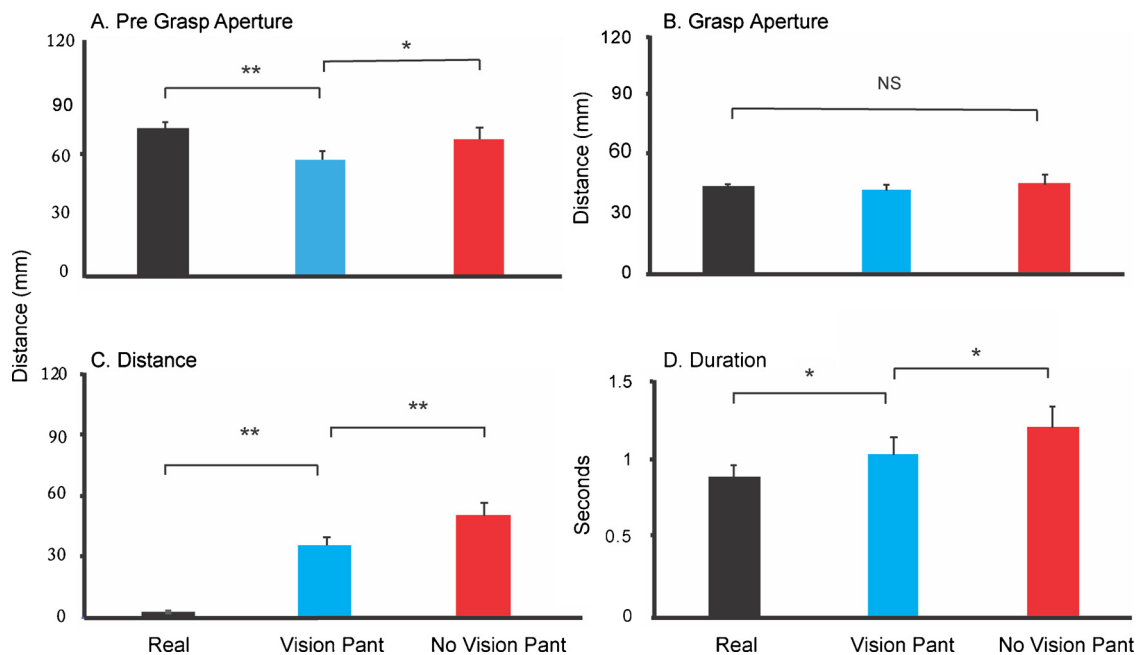 A. Pre Grasp Aperture
120
90
60
30
0
**
*
B. Grasp Aperture
Distance (mm)
120
90
60
30
0
NS
Distance (mm)
C. Distance
120
90
60
30
0
**
**
Real
Vision Pant
No Vision Pant
D. Duration
Seconds
1.5
1
0.5
0
*
*
Real
Vision Pant
No Vision Pant